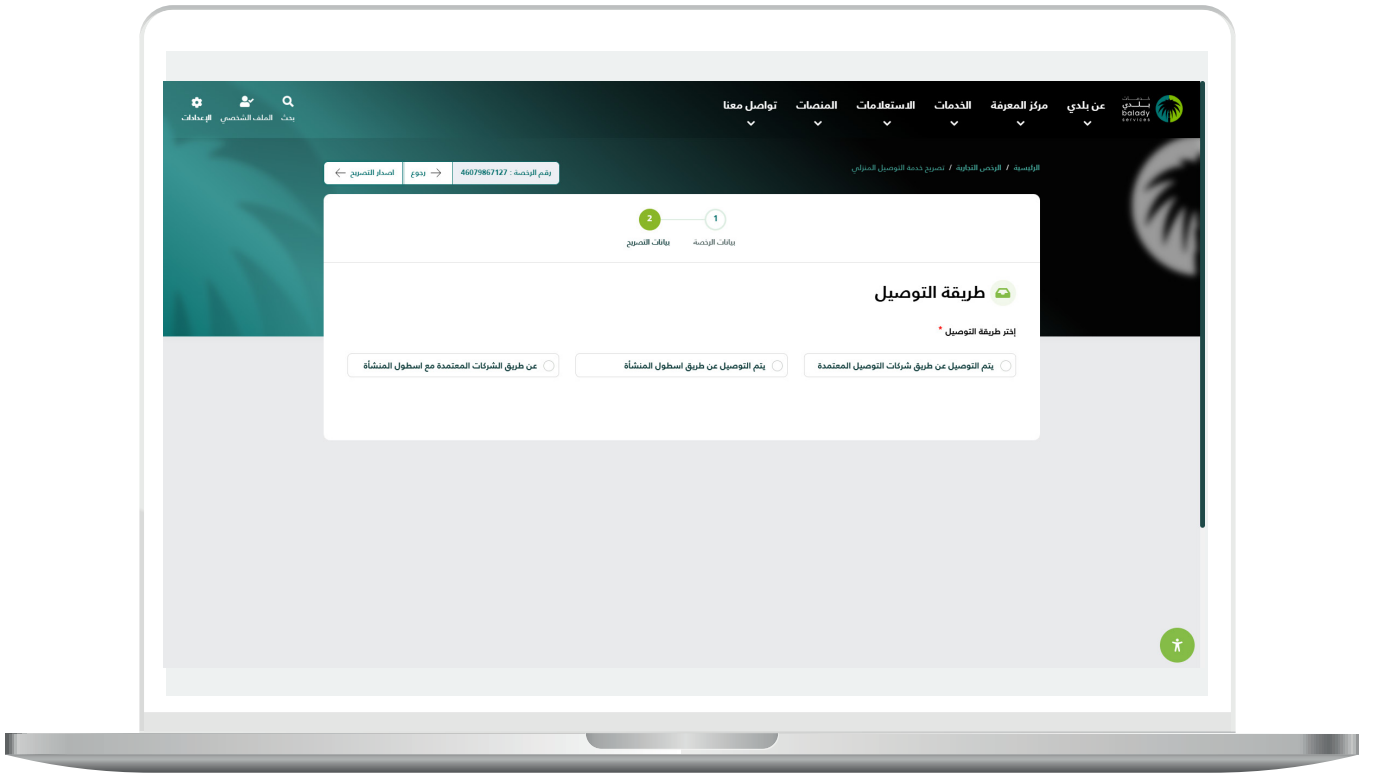 خدمات
بلدي
balady
services
عن بلدي
مركز المعرفة
الخدمات
الاستعلامات
المنصات
تواصل معنا
بحث
الملف الشخصي
الإعدادات
الرئيسية / الرخص التجارية / تصريح خدمة التوصيل المنزلي
رقم الرخصة : 46079867127
رجوع
اصدار التصريح
1
2
بيانات الرخصة
بيانات التصريح
طريقة التوصيل
إختر طريقة التوصيل *
يتم التوصيل عن طريق شركات التوصيل المعتمدة
يتم التوصيل عن طريق اسطول المنشأة
عن طريق الشركات المعتمدة مع اسطول المنشأة